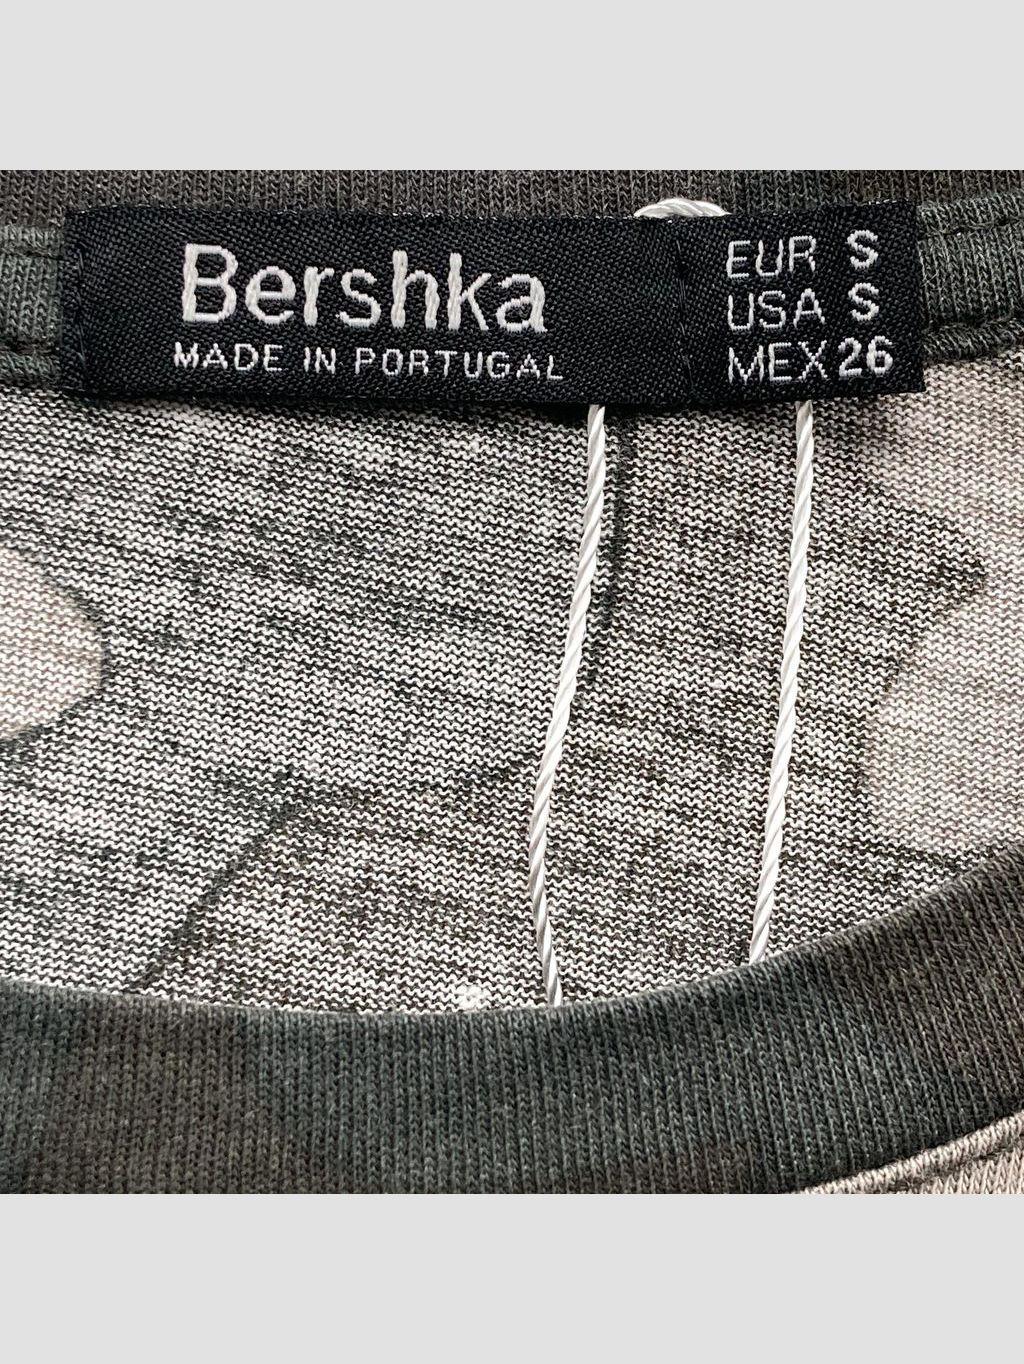 Bershka
MADE IN PORTUGAL
EUR S
USA S
MEX 26